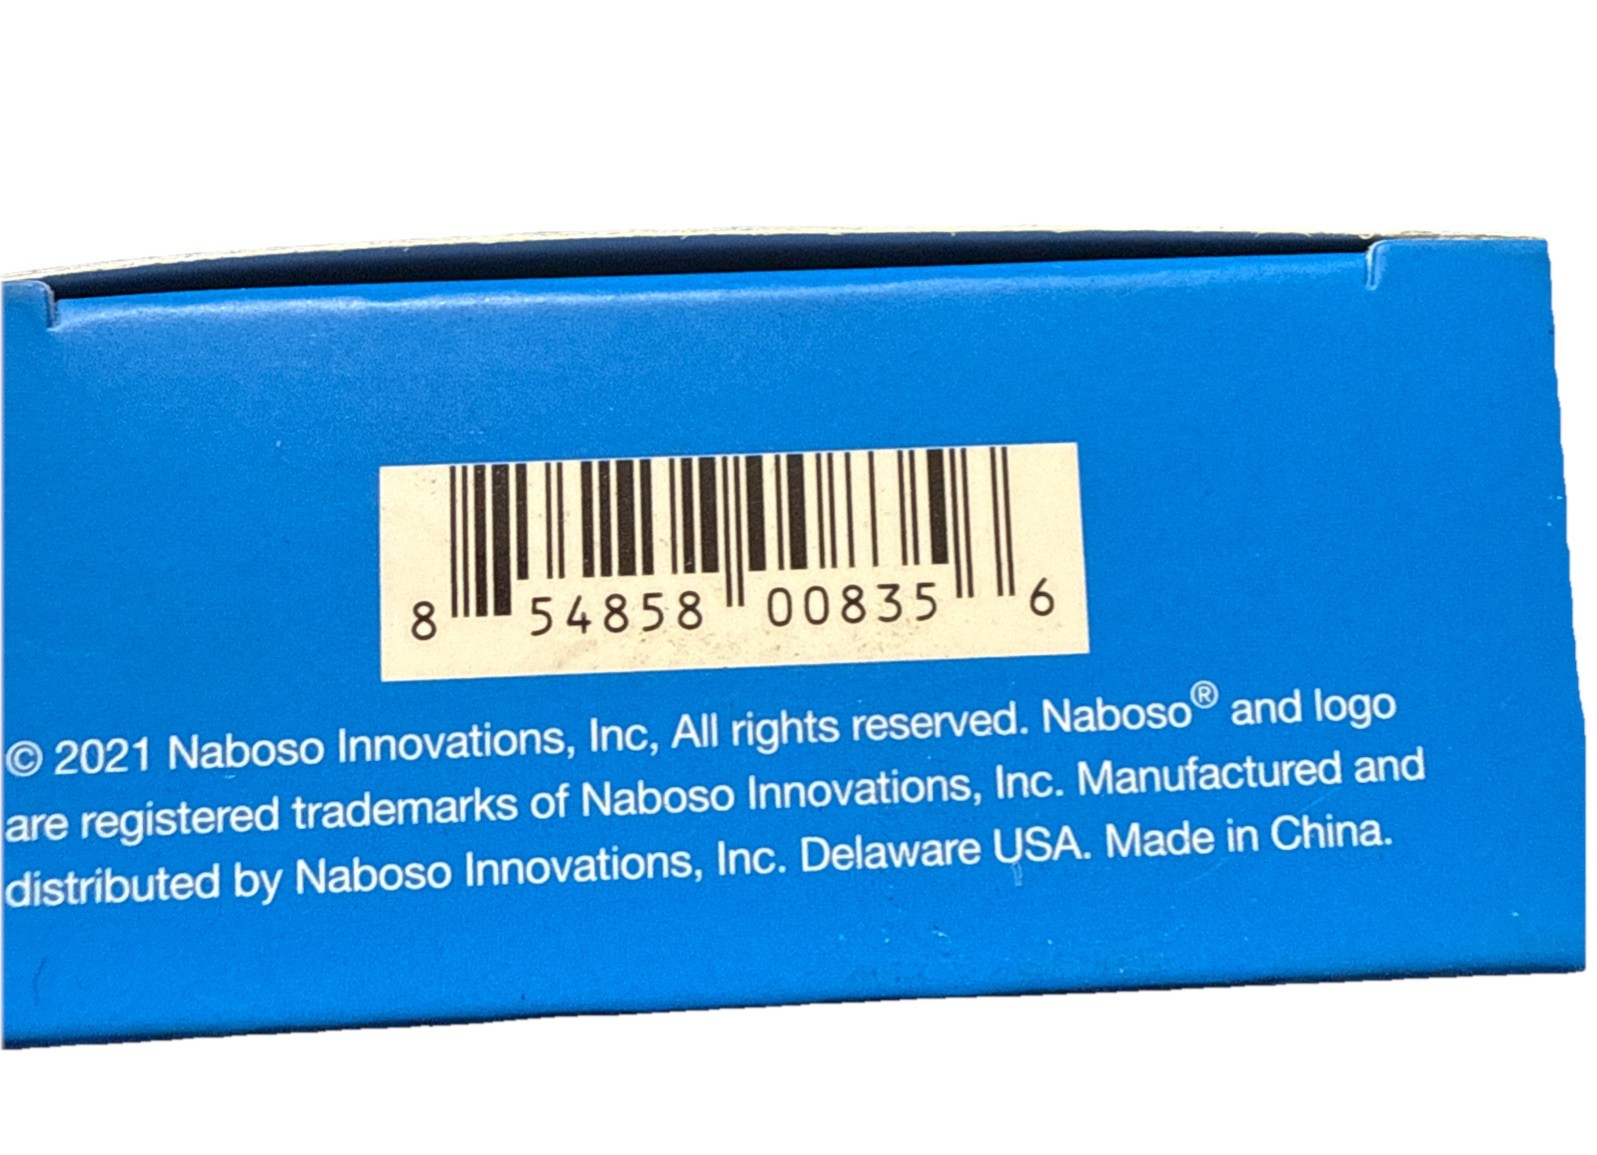 8 54858 00835 6
© 2021 Naboso Innovations, Inc, All rights reserved. Naboso® and logo
are registered trademarks of Naboso Innovations, Inc. Manufactured and
distributed by Naboso Innovations, Inc. Delaware USA. Made in China.